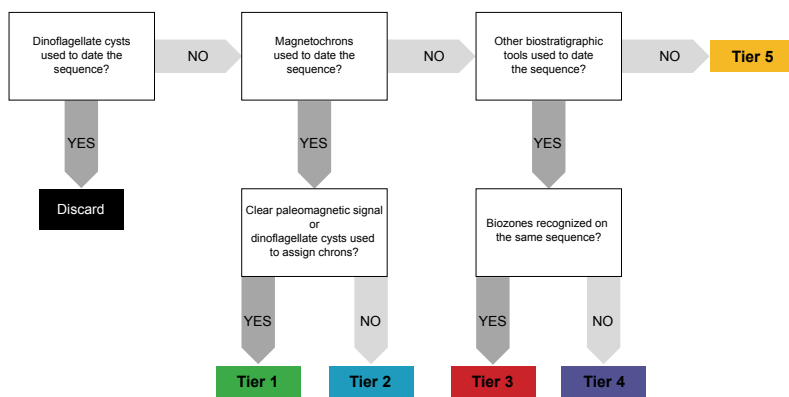 Dinoflagellate cysts
used to date the
sequence?
NO
Magnetochrons
used to date the
sequence?
NO
Other biostratigraphic
tools used to date
the sequence?
NO
Tier 5
YES
YES
YES
Discard
Clear paleomagnetic signal
or
dinoflagellate cysts used
to assign chrons?
Biozones recognized on
the same sequence?
YES
NO
YES
NO
Tier 1
Tier 2
Tier 3
Tier 4